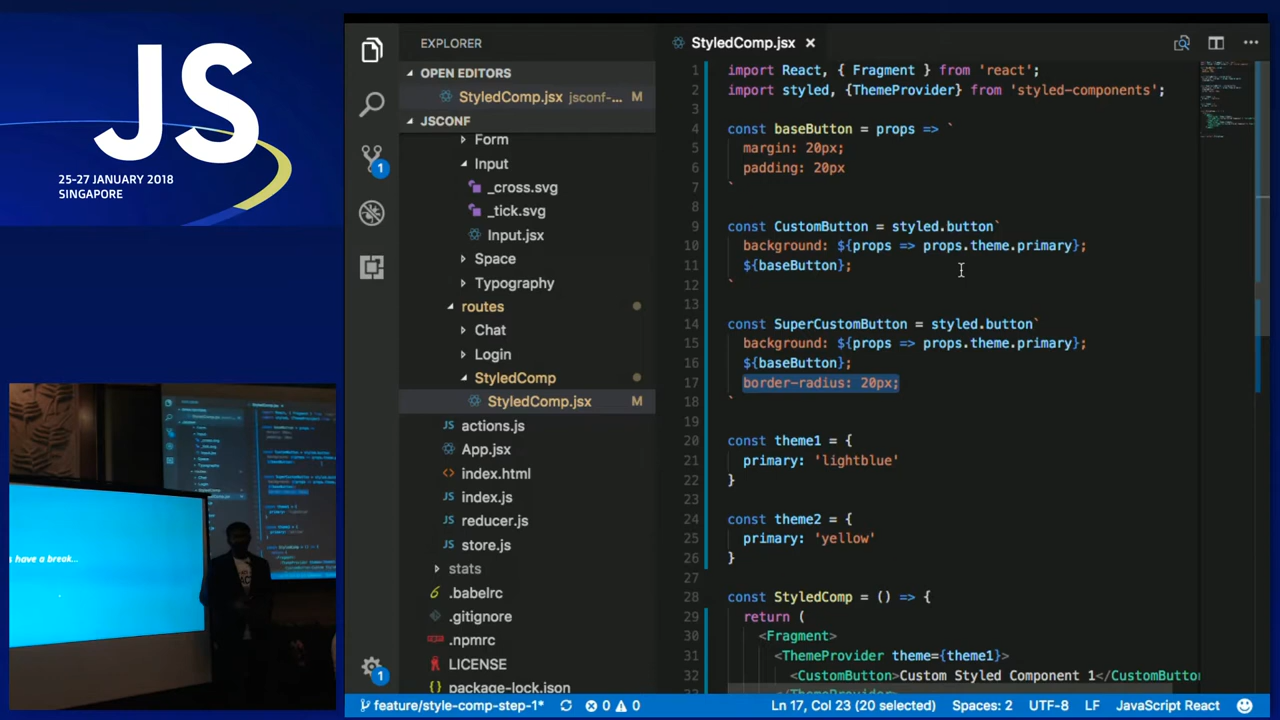 JS
25-27 JANUARY 2018
SINGAPORE
s have a break...
EXPLORER
OPEN EDITORS
StyledComp.jsx jsconf-... M
JSCONF
Form
Input
_cross.svg
_tick.svg
Input.jsx
Space
Typography
routes
Chat
Login
StyledComp
StyledComp.jsx M
JS actions.js
App.jsx
index.html
JS index.js
JS reducer.js
JS store.js
stats
.babelrc
.gitignore
.npmrc
LICENSE
package-lock.json
1
1
StyledComp.jsx
1 import React, { Fragment } from 'react';
2 import styled, {ThemeProvider} from 'styled-components';
3
4 const baseButton = props => `
5 margin: 20px;
6 padding: 20px
7 `
8
9 const CustomButton = styled.button`
10 background: ${props => props.theme.primary};
11 ${baseButton};
12 `
13
14 const SuperCustomButton = styled.button`
15 background: ${props => props.theme.primary};
16 ${baseButton};
17 border-radius: 20px;
18 `
19
20 const theme1 = {
21 primary: 'lightblue'
22 }
23
24 const theme2 = {
25 primary: 'yellow'
26 }
27
28 const StyledComp = () => {
29 return (
30 <Fragment>
31 <ThemeProvider theme={theme1}>
32 <CustomButton>Custom Styled Component 1</CustomButto
feature/style-comp-step-1* 0 0 Ln 17, Col 23 (20 selected) Spaces: 2 UTF-8 LF JavaScript React